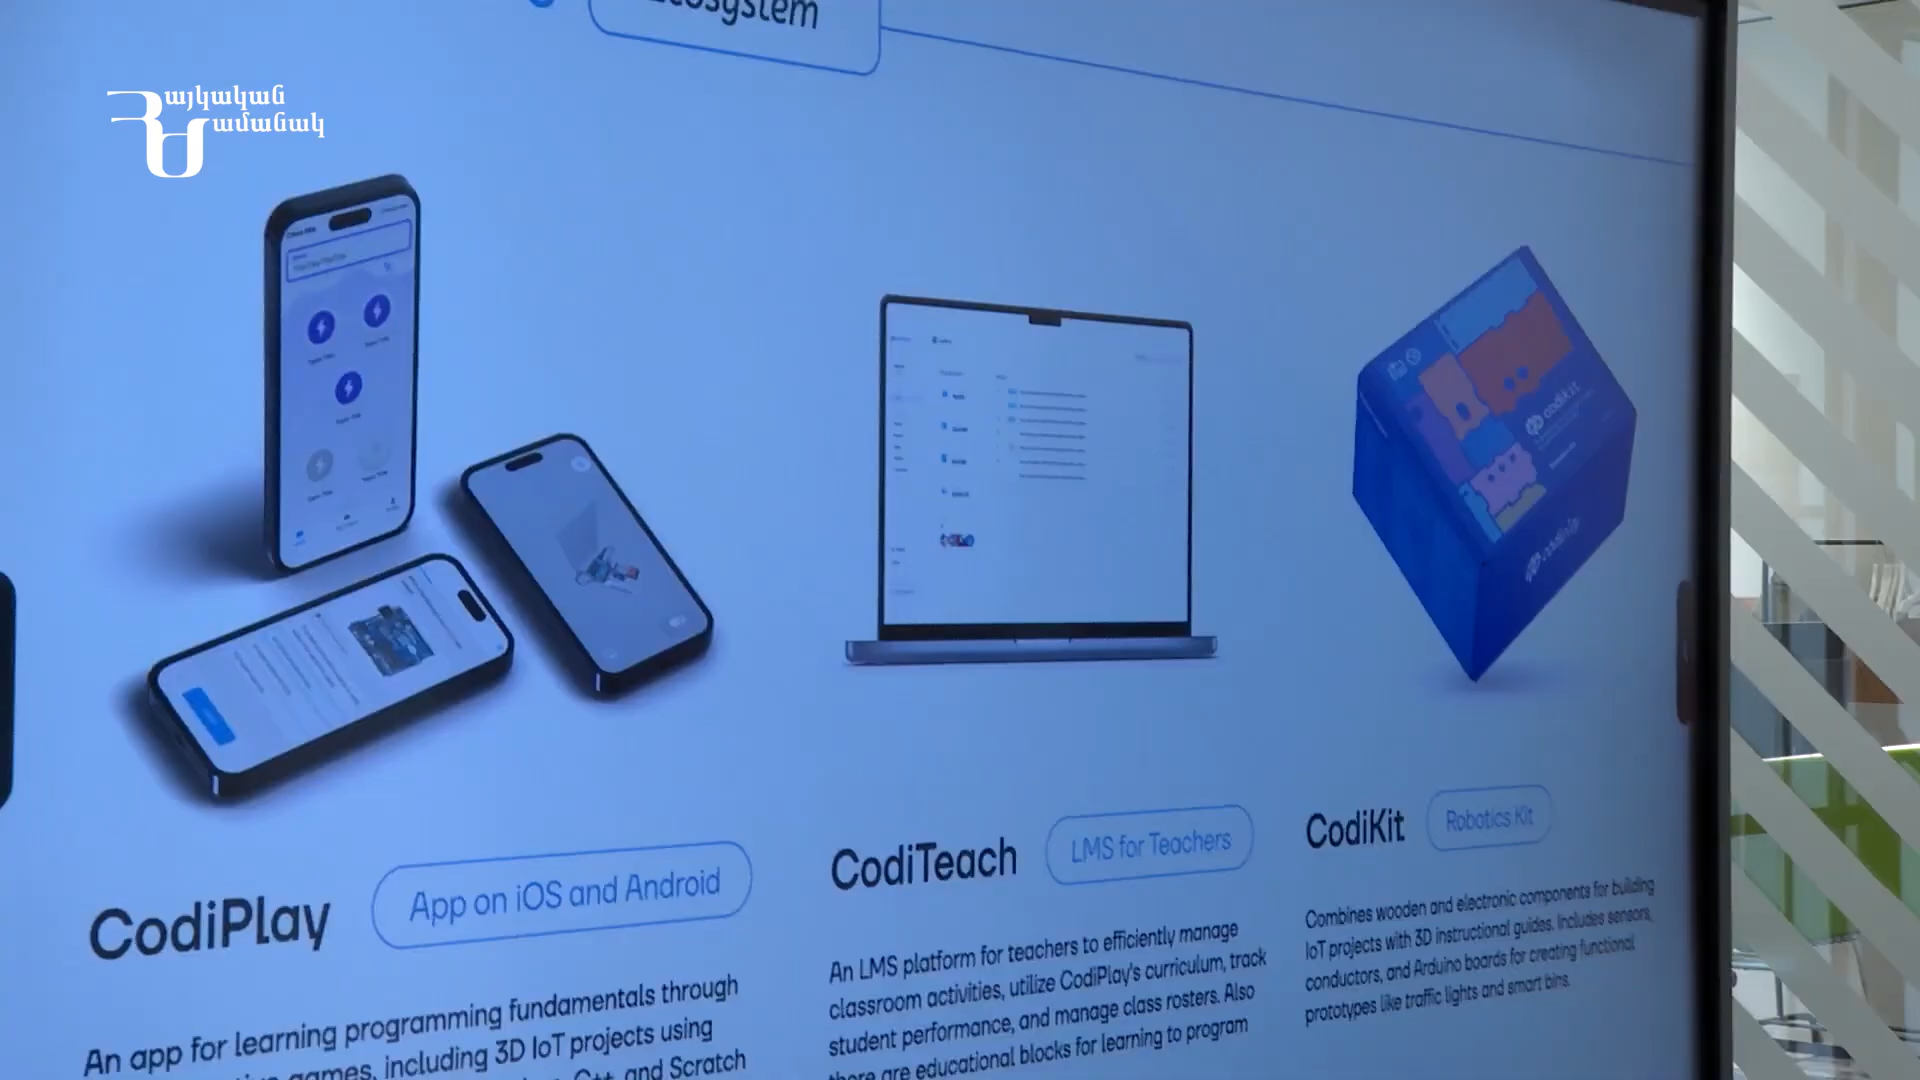 Ecosystem
Հայկական
Ժամանակ
codikit
codiplay
CodiPlay
App on iOS and Android
An app for learning programming fundamentals through
games, including 3D IoT projects using
C++ and Scratch
CodiTeach
LMS for Teachers
An LMS platform for teachers to efficiently manage
classroom activities, utilize CodiPlay's curriculum, track
student performance, and manage class rosters. Also
there are educational blocks for learning to program
CodiKit
Robotics Kit
Combines wooden and electronic components for building
IoT projects with 3D instructional guides. Includes sensors,
conductors, and Arduino boards for creating functional
prototypes like traffic lights and smart bins.